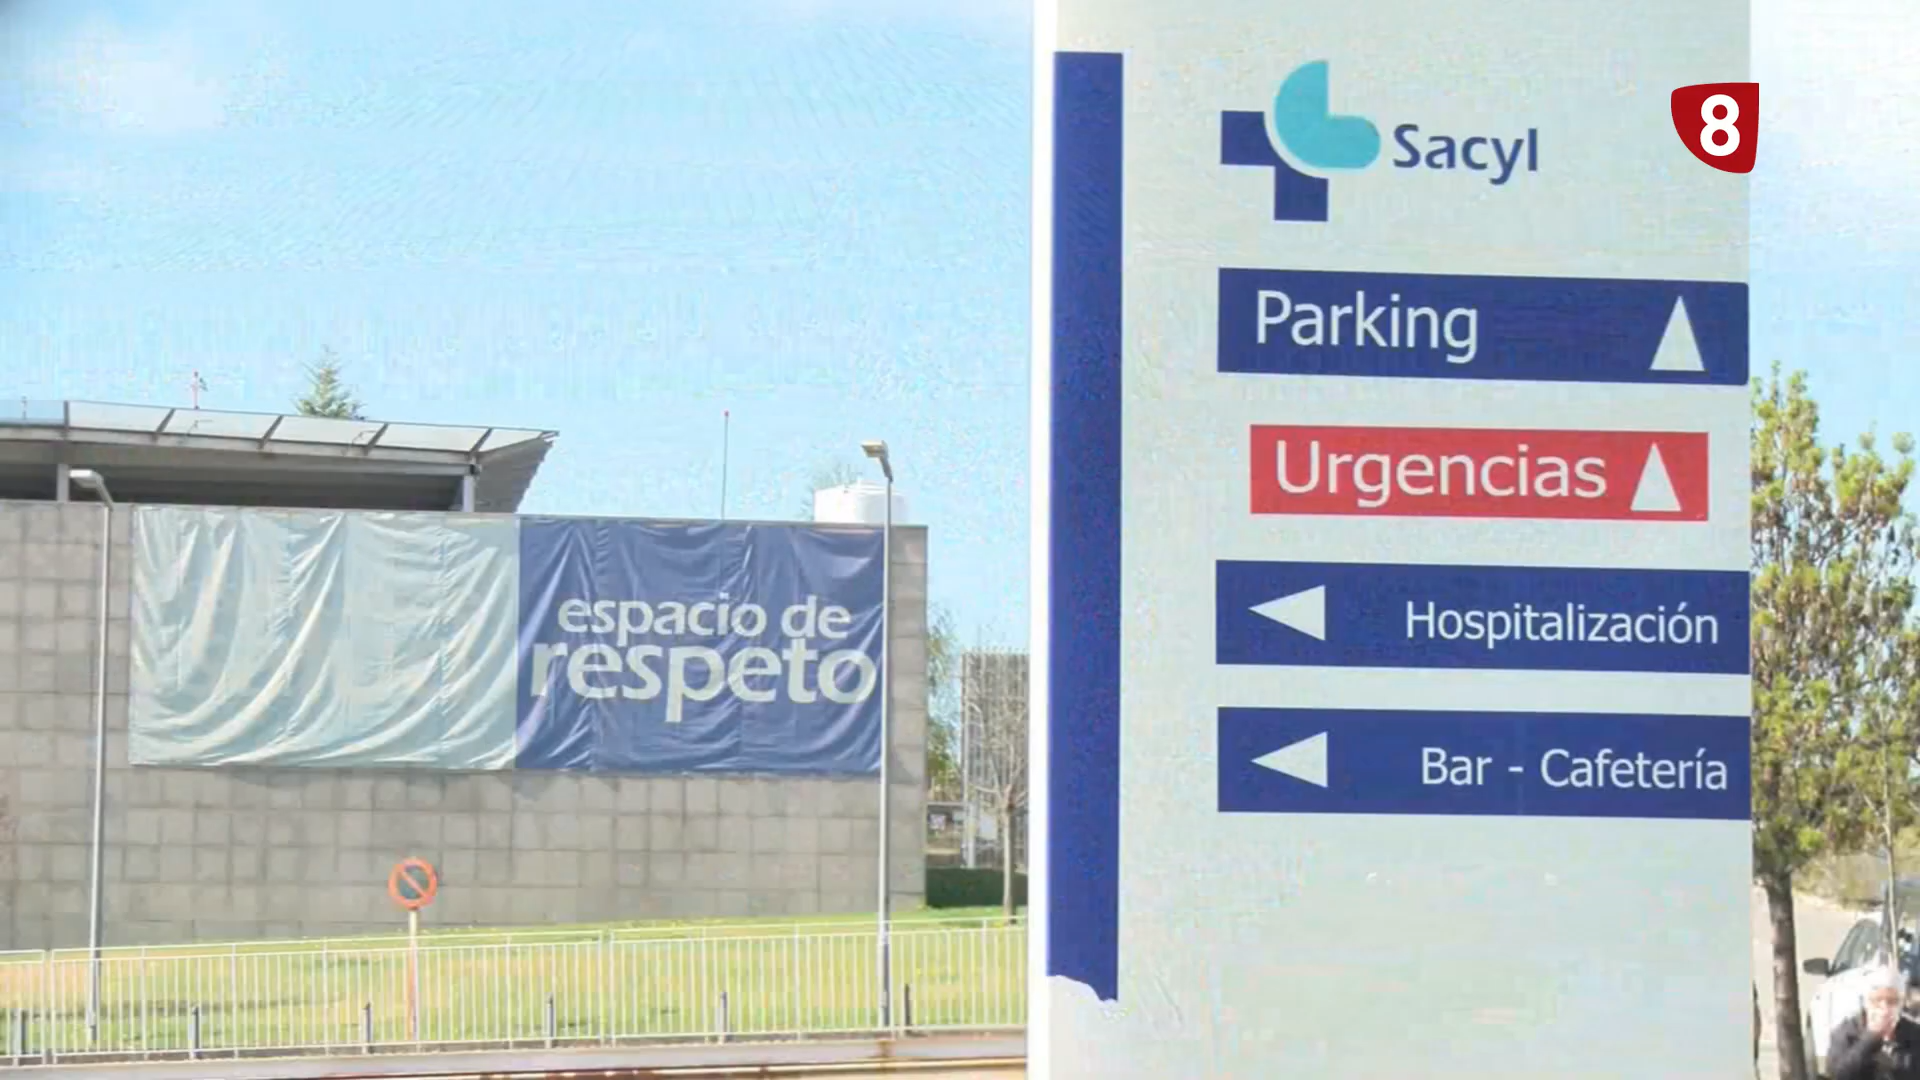 Sacyl
8
Parking
Urgencias
Hospitalización
Bar - Cafetería
espacio de
respeto